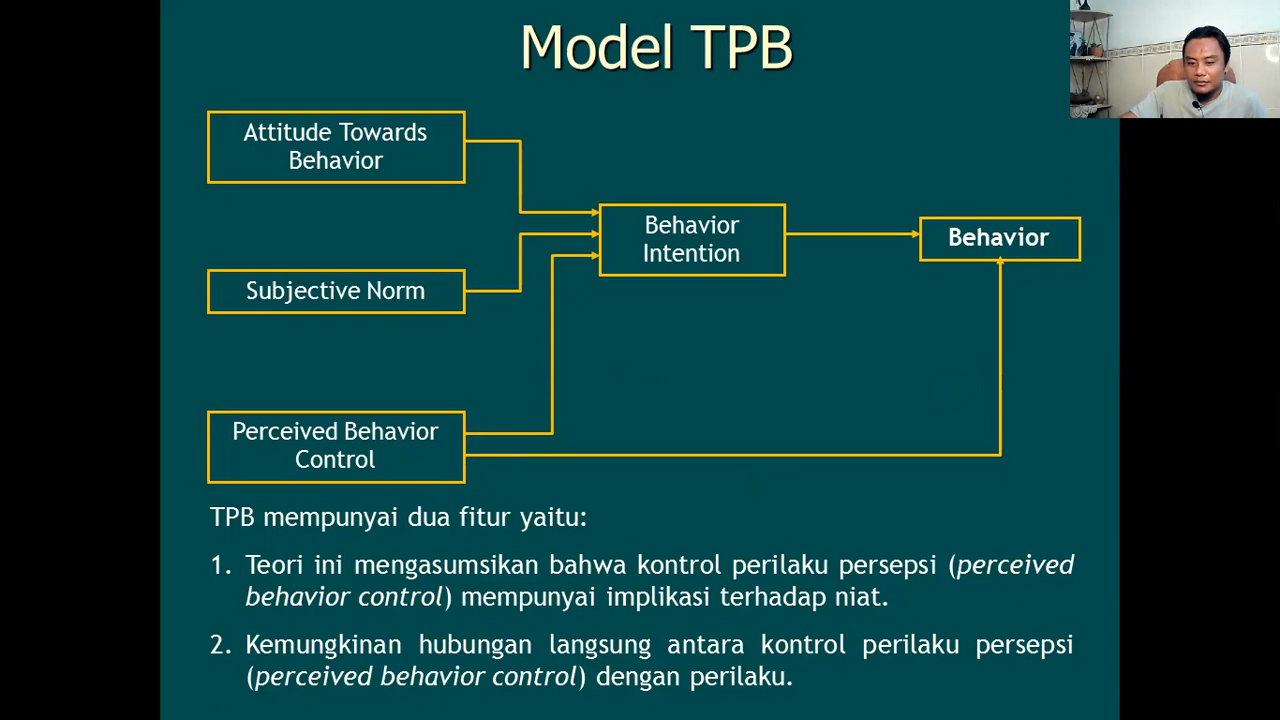 Model TPB
Attitude Towards
Behavior
Behavior
Intention
Behavior
Subjective Norm
Perceived Behavior
Control
TPB mempunyai dua fitur yaitu:
1. Teori ini mengasumsikan bahwa kontrol perilaku persepsi (perceived
behavior control) mempunyai implikasi terhadap niat.
2. Kemungkinan hubungan langsung antara kontrol perilaku persepsi
(perceived behavior control) dengan perilaku.